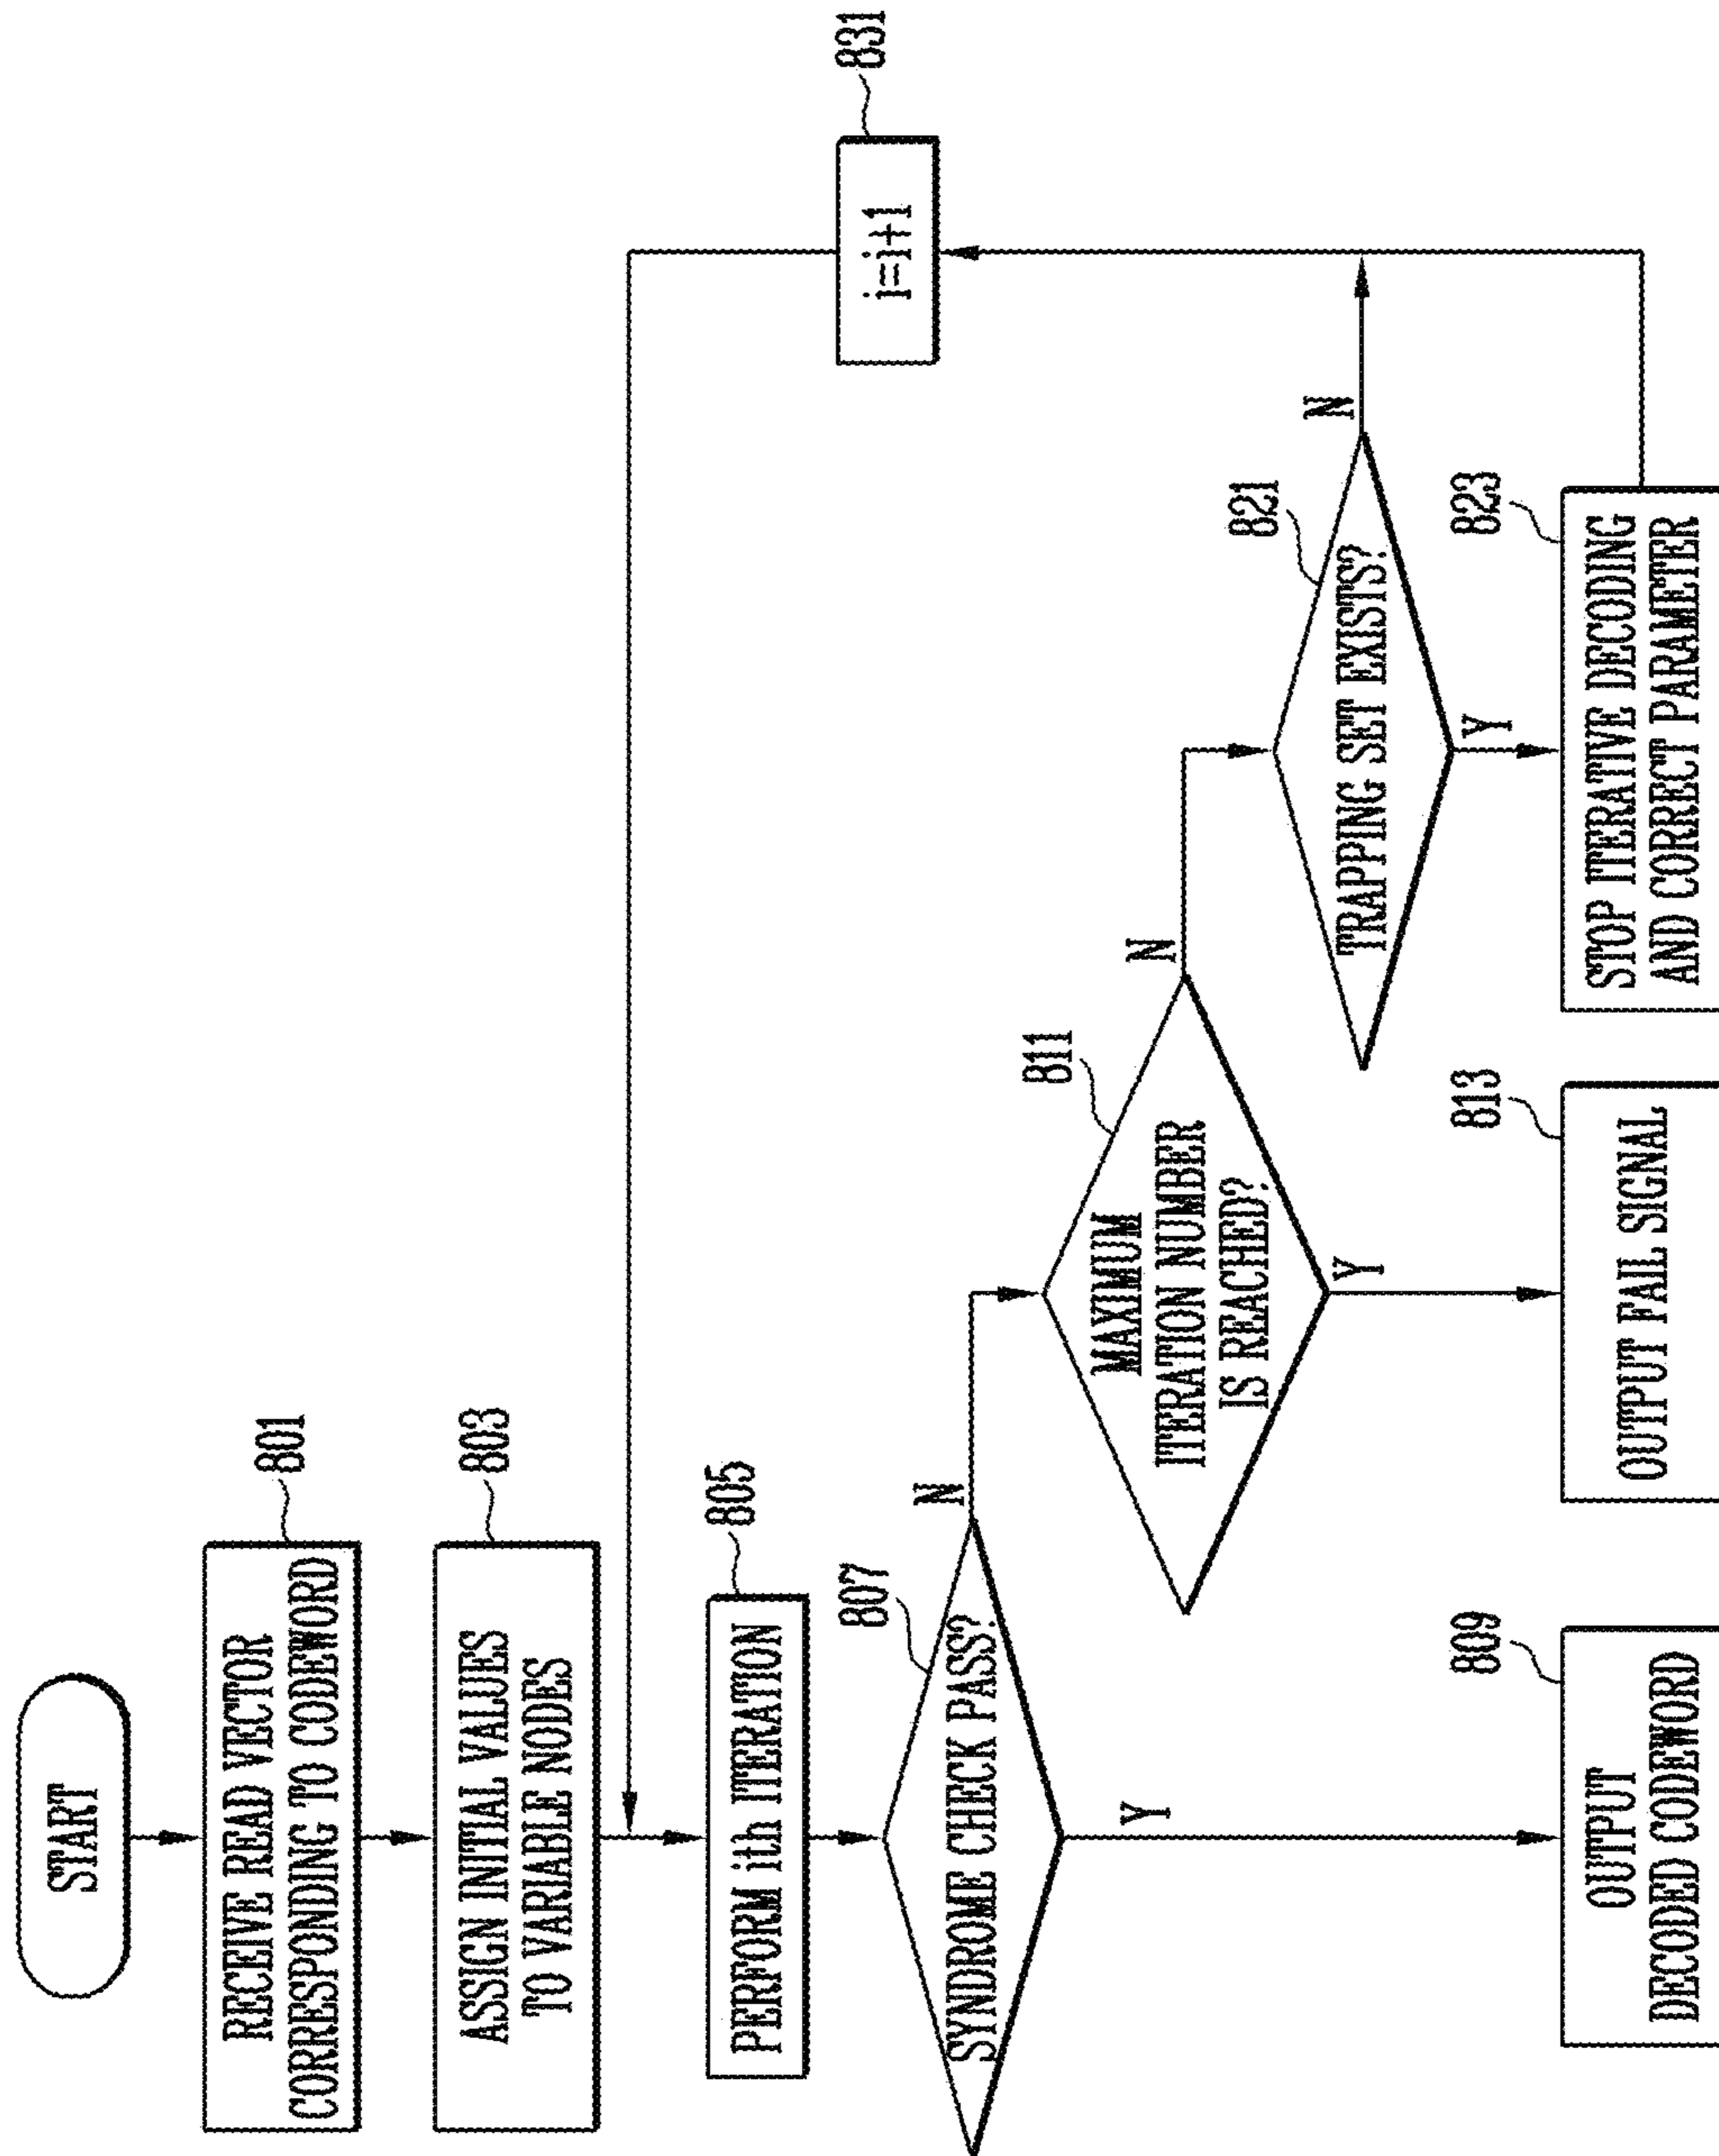 START
801
RECEIVE READ VECTOR
CORRESPONDING TO CODEWORD
803
ASSIGN INITIAL VALUES
TO VARIABLE NODES
805
PERFORM ith ITERATION
807
SYNDROME CHECK PASS?
N
Y
809
OUTPUT
DECODED CODEWORD
811
MAXIMUM
ITERATION NUMBER
IS REACHED?
N
Y
813
OUTPUT FAIL SIGNAL
821
TRAPPING SET EXISTS?
N
Y
823
STOP ITERATIVE DECODING
AND CORRECT PARAMETER
831
i=i+1